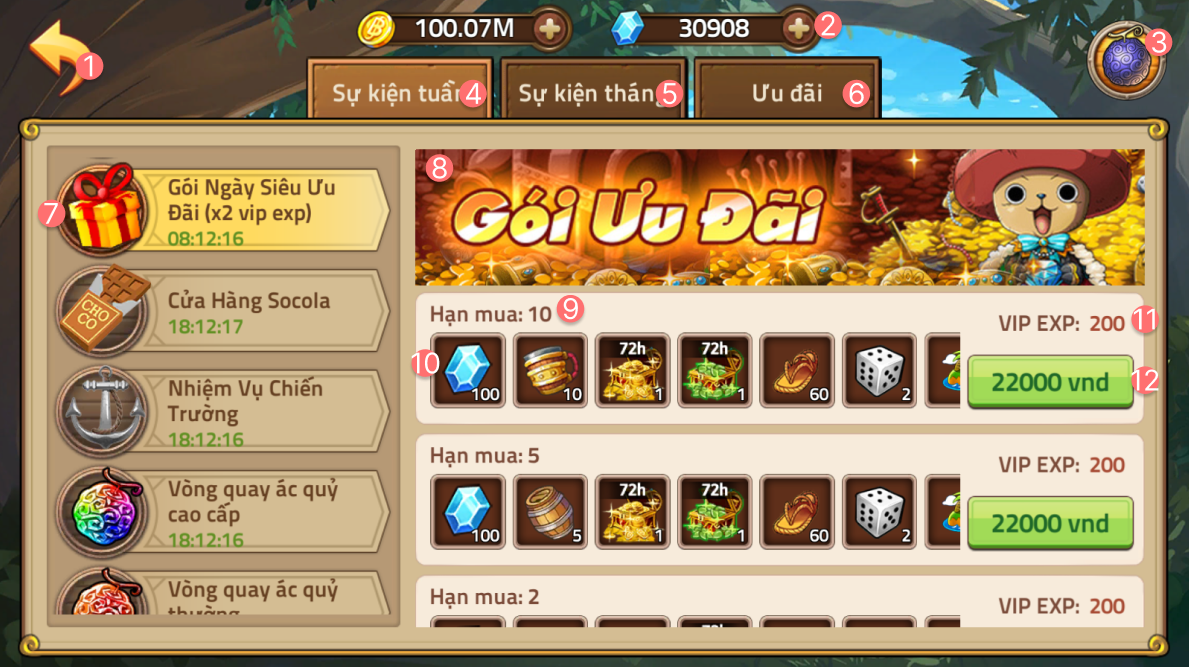 100.07M
30908
2
1
3
Sự kiện tuần 4
Sự kiện tháng 5
Ưu đãi 6
7
Gói Ngày Siêu Ưu
Đãi (x2 vip exp)
08:12:16
CHO
CO
Cửa Hàng Socola
18:12:17
Nhiệm Vụ Chiến
Trường
18:12:16
Vòng quay ác quỷ
cao cấp
18:12:16
Vòng quay ác quỷ
thường
8
Gói Ưu Đãi
Hạn mua: 10 9
VIP EXP: 200 11
10
100
10
72h
1
72h
1
60
2
22000 vnd 12
Hạn mua: 5
VIP EXP: 200
100
5
72h
1
72h
1
60
2
22000 vnd
Hạn mua: 2
VIP EXP: 200
72h